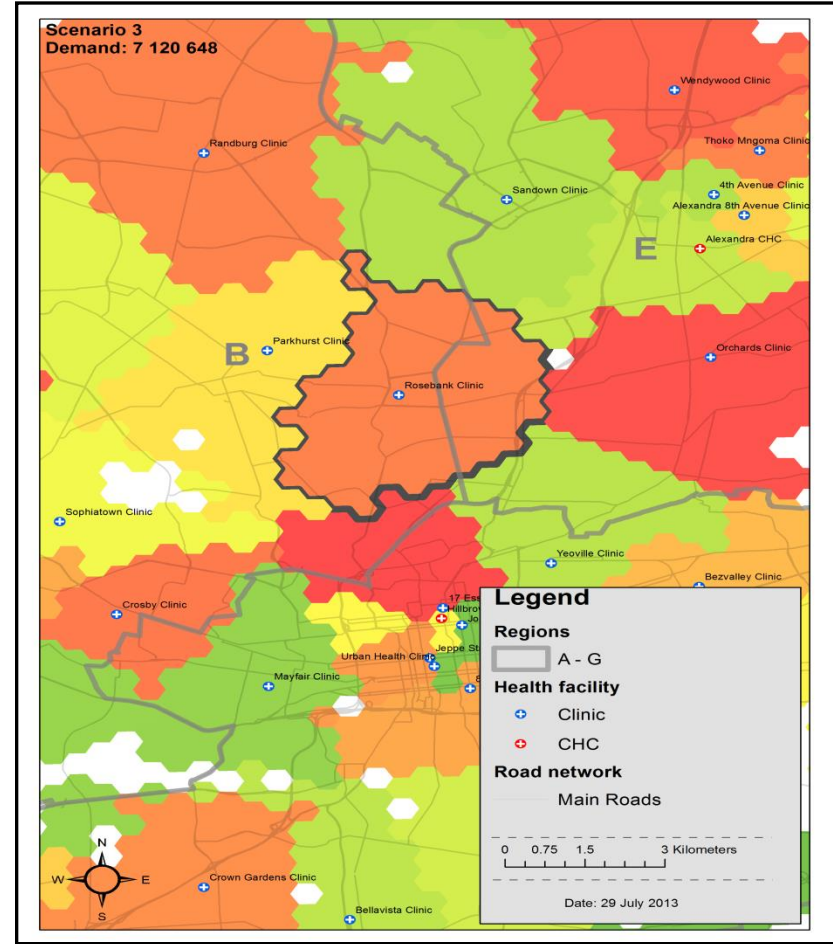 Scenario 3
Demand: 7 120 648
Wendywood Clinic
Randburg Clinic
Thoko Mngoma Clinic
4th Avenue Clinic
Sandown Clinic
Alexandra 8th Avenue Clinic
Alexandra CHC
E
Parkhurst Clinic
B
Orchards Clinic
Rosebank Clinic
Sophiatown Clinic
Yeoville Clinic
Bezvalley Clinic
Crosby Clinic
17 Ess
Hillbrow
Jo
Urban Health Clinic
Jeppe St
Mayfair Clinic
8
Legend
Regions
A - G
Health facility
Clinic
CHC
Road network
Main Roads
0 0.75 1.5 3 Kilometers
Date: 29 July 2013
N
W E
S
Crown Gardens Clinic
Bellavista Clinic